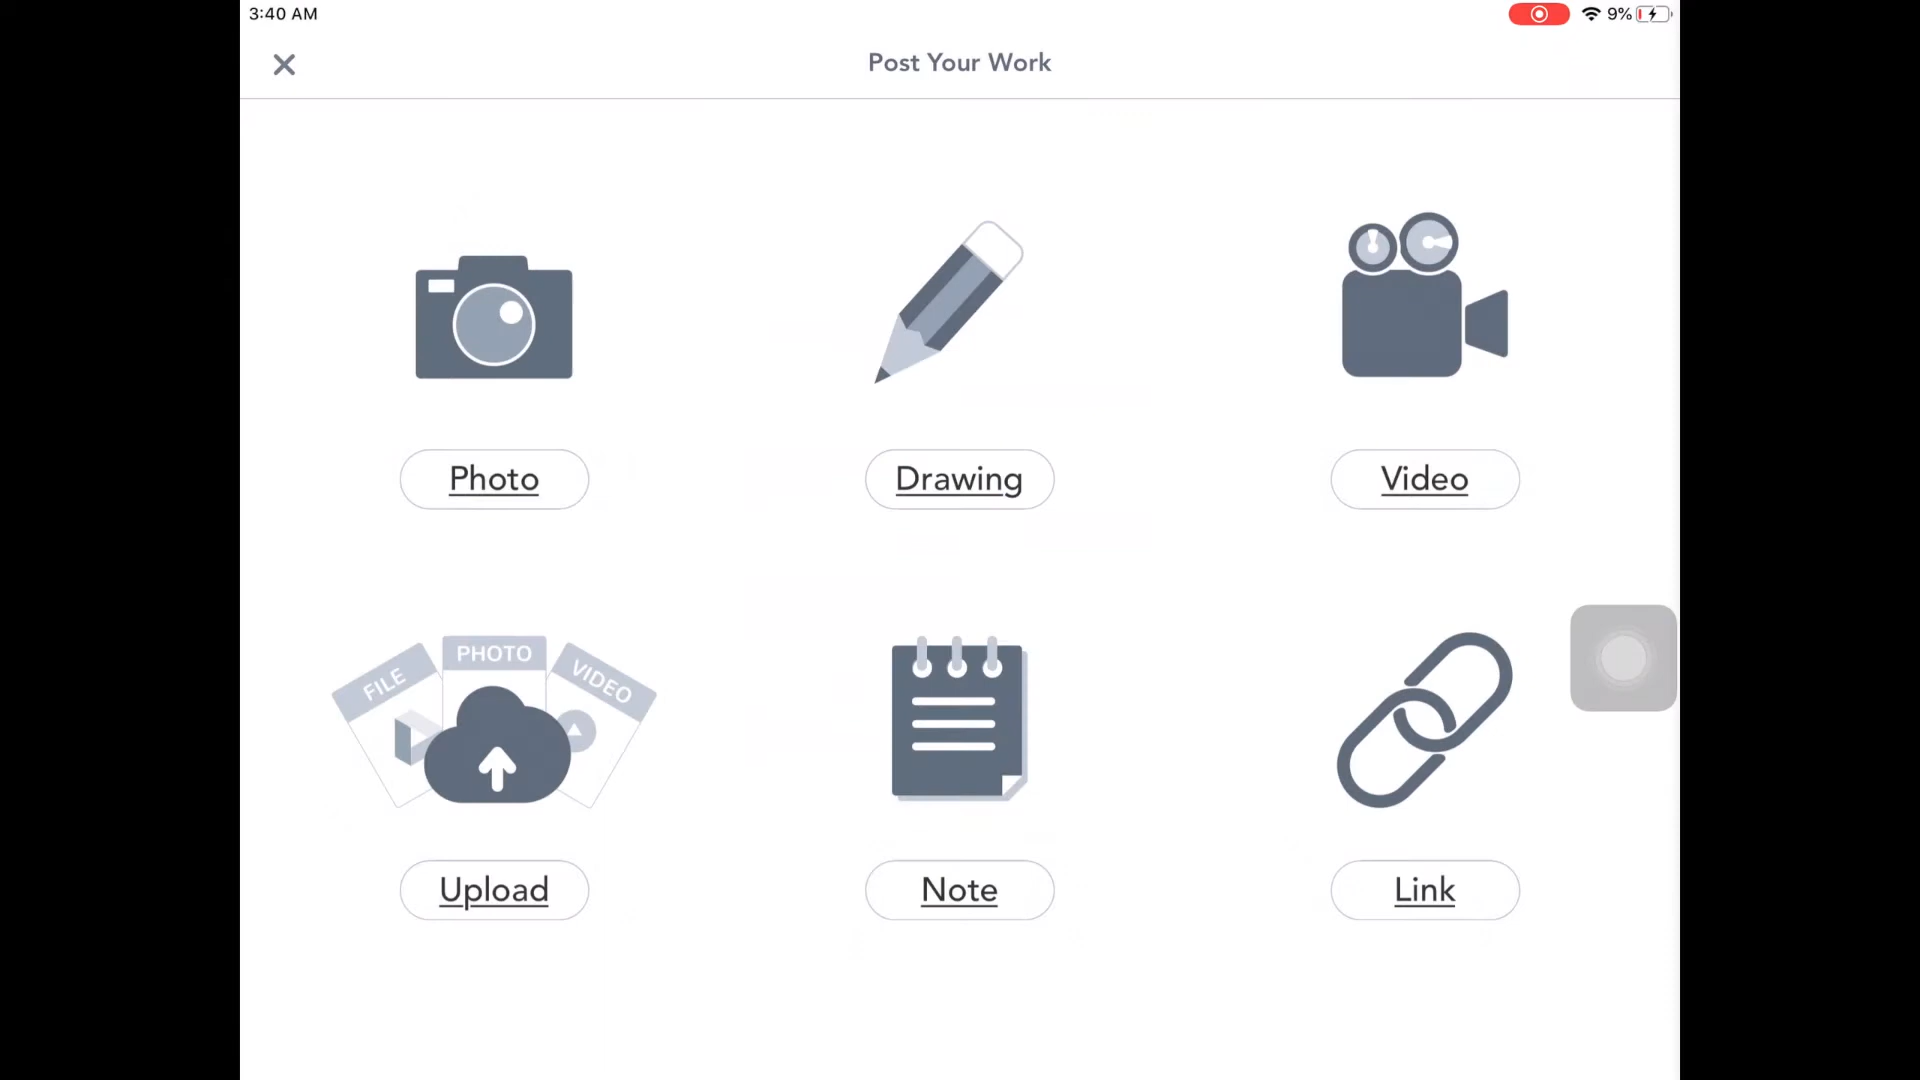 3:40 AM
9%
Post Your Work
Photo
Drawing
Video
FILE
PHOTO
VIDEO
Upload
Note
Link